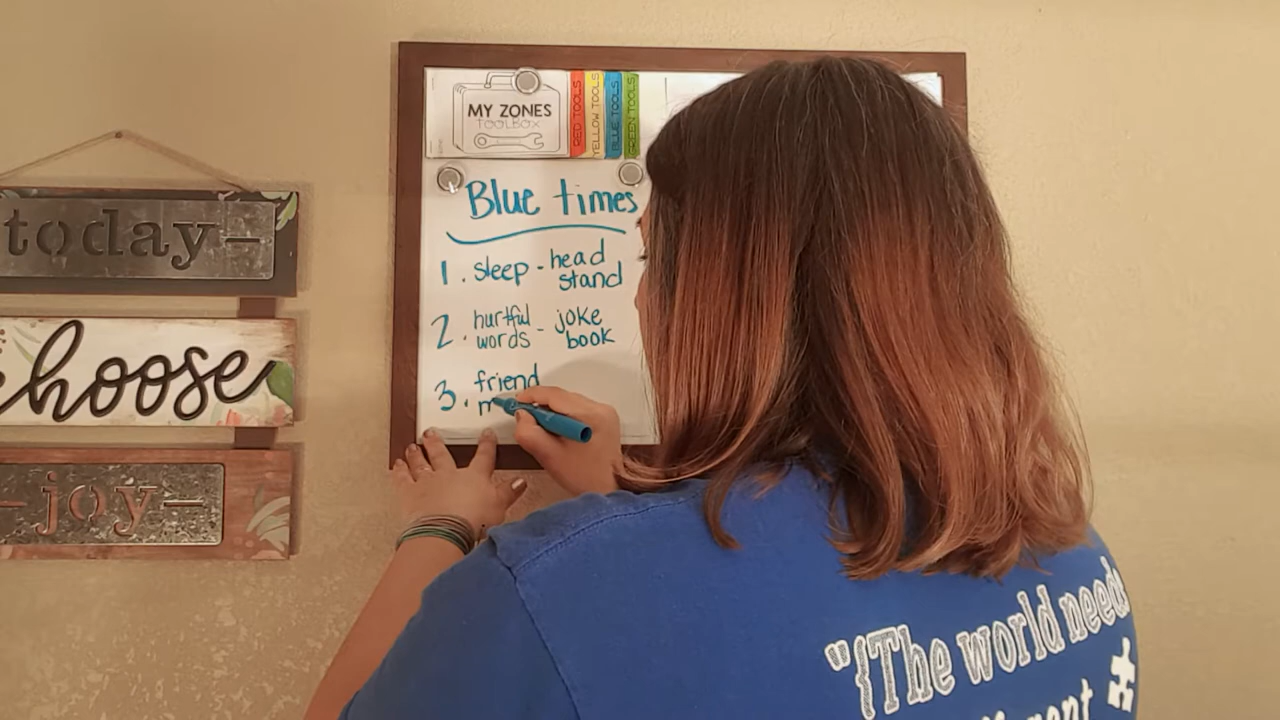 today-
choose
-joy-
MY ZONES
TOOLBOX
RED TOOLS
YELLOW TOOLS
BLUE TOOLS
GREEN TOOLS
Blue times
1. sleep - head
stand
2. hurtful - joke
words book
3. friend
m
"{The world needs